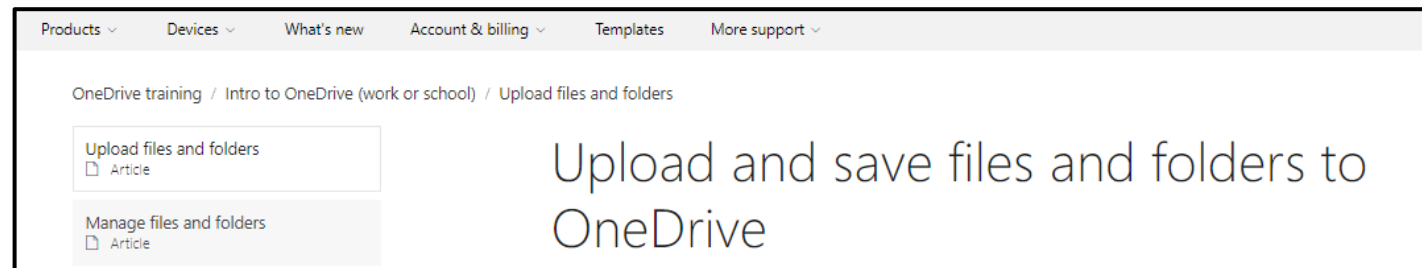 Products Devices What's new Account & billing Templates More support
OneDrive training / Intro to OneDrive (work or school) / Upload files and folders
Upload files and folders
Article
Manage files and folders
Article
Upload and save files and folders to
OneDrive